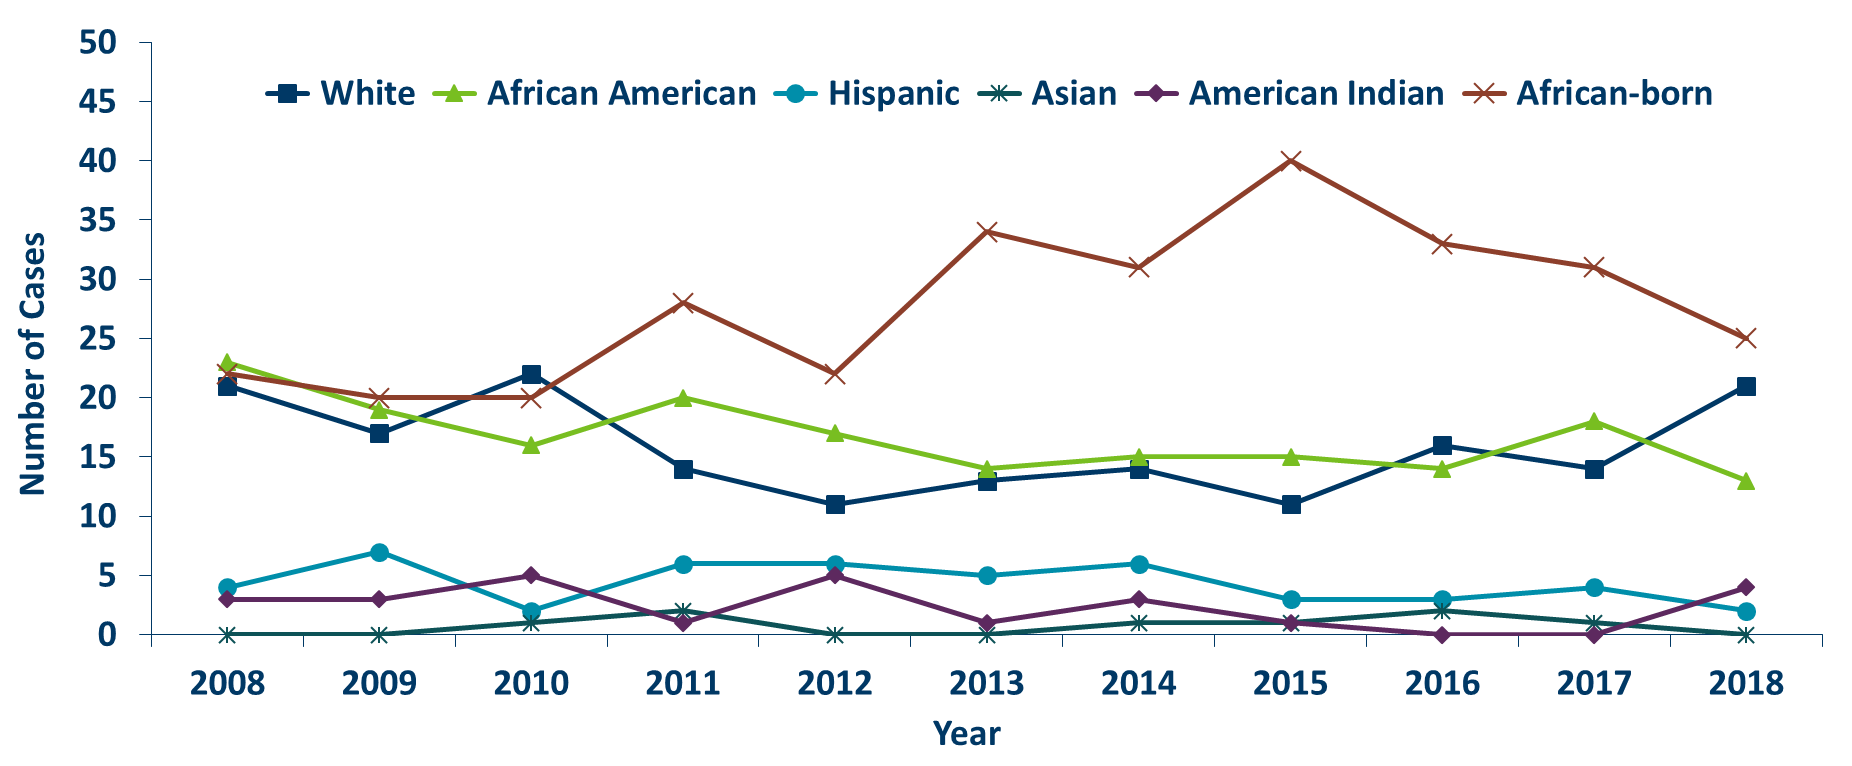 50
45
40
35
30
25
20
15
10
5
0
Number of Cases
White African American Hispanic Asian American Indian African-born
2008 2009 2010 2011 2012 2013 2014 2015 2016 2017 2018
Year